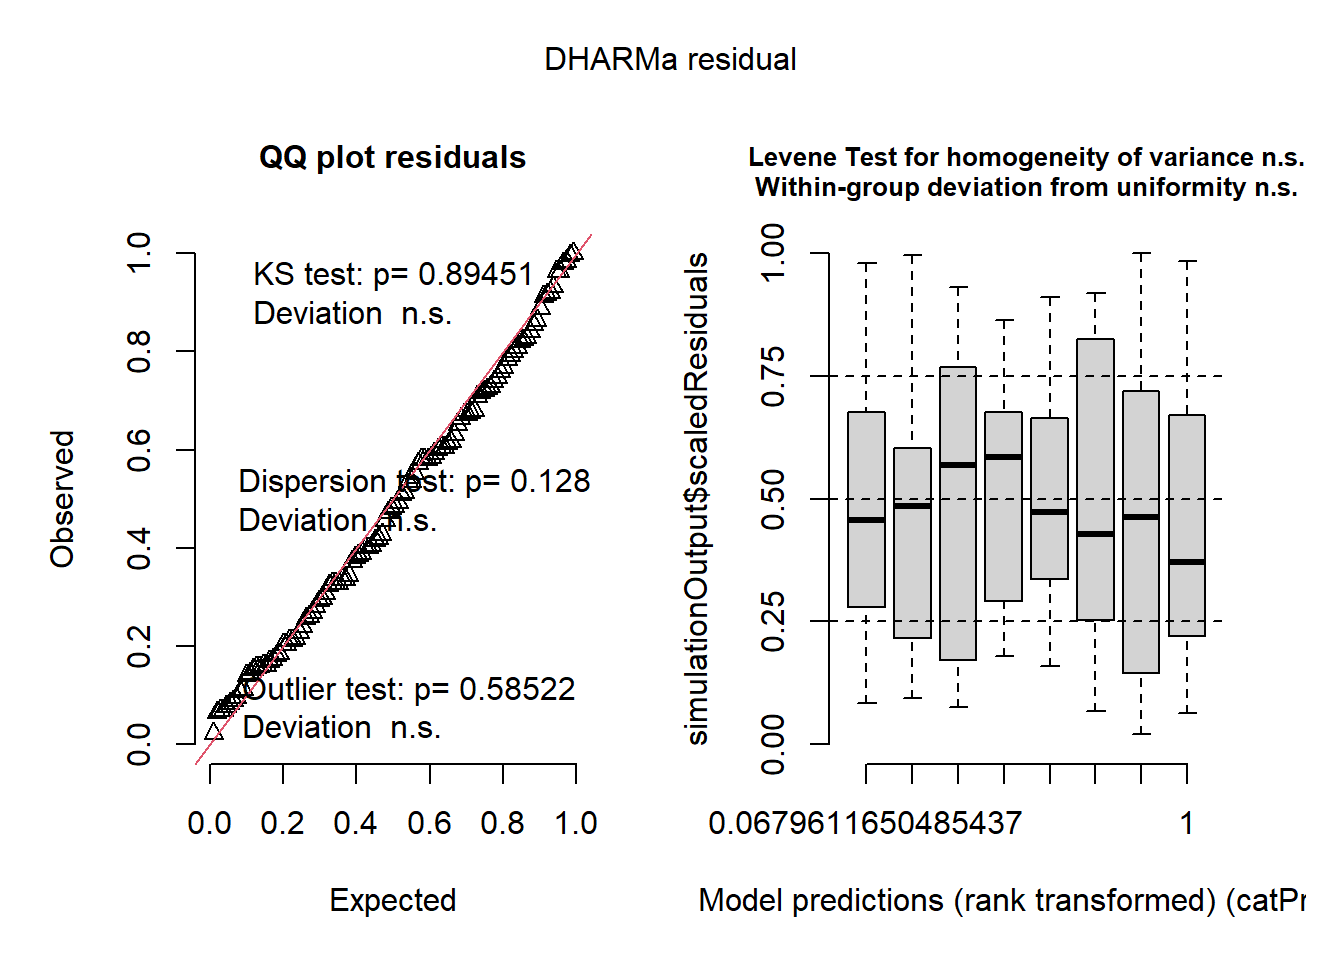 DHARMa residual
QQ plot residuals
KS test: p= 0.89451
Deviation  n.s.
Dispersion test: p= 0.128
Deviation  n.s.
Outlier test: p= 0.58522
Deviation  n.s.
Observed
0.0
0.2
0.4
0.6
0.8
1.0
0.0 0.2 0.4 0.6 0.8 1.0
Expected
Levene Test for homogeneity of variance n.s.
Within-group deviation from uniformity n.s.
simulationOutput$scaledResiduals
0.00
0.25
0.50
0.75
1.00
0.0679611650485437 1
Model predictions (rank transformed) (catPr